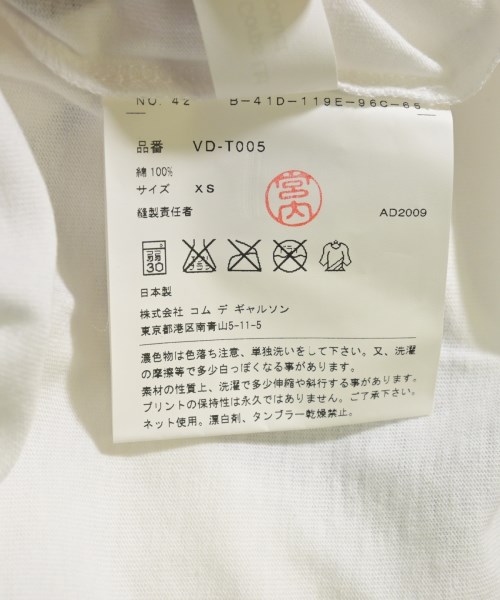 NO. 42 B-41D-119E-96C-66
品番 VD-T005
綿 100%
サイズ XS
縫製責任者
宮内
AD2009
30
日本製
株式会社 コム デ ギャルソン
東京都港区南青山5-11-5
濃色物は色落ち注意、単独洗いをして下さい。又、洗濯
の摩擦等で多少白っぽくなる事があります。
素材の性質上、洗濯で多少伸縮や斜行する事があります。
プリントの保持性は永久ではありません。ご了承下さい。
ネット使用。漂白剤、タンブラー乾燥禁止。